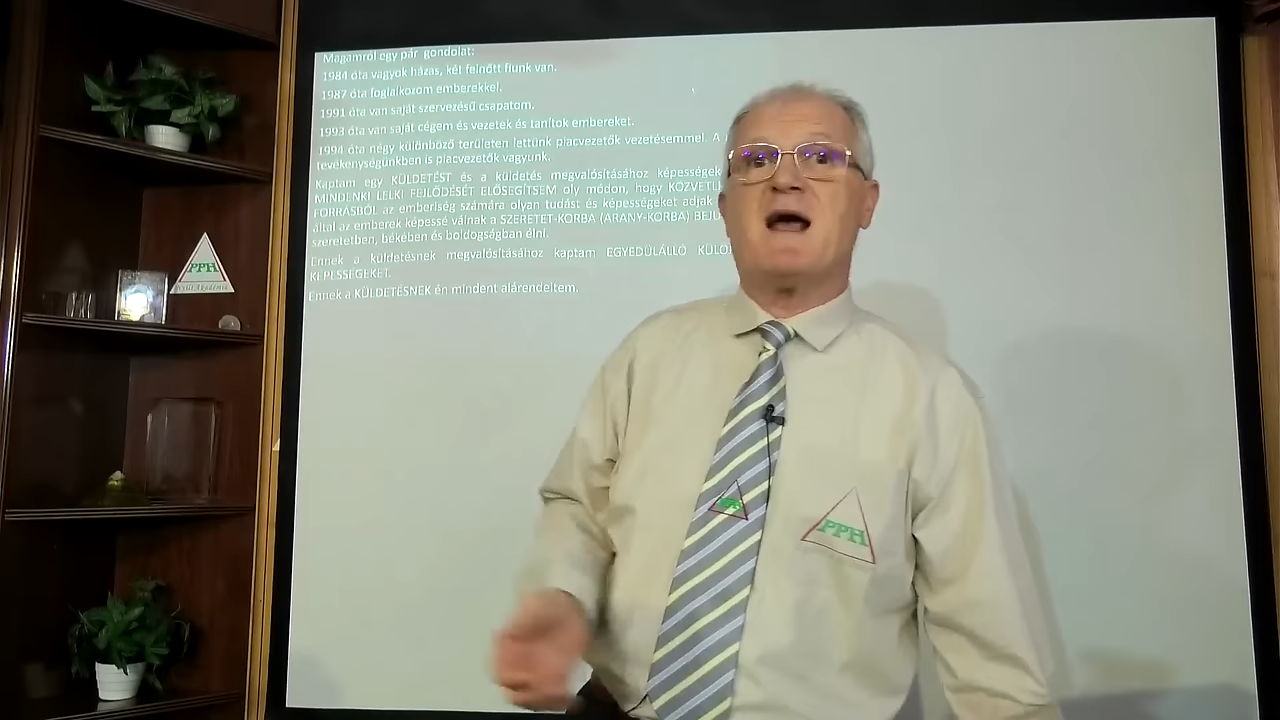 Magamról egy pár gondolat:
1984 óta vagyok házas, két felnőtt fiunk van.
1987 óta foglalkozom emberekkel.
1991 óta van saját szervezésű csapatom.
1993 óta van saját cégem és vezetek és tanítok embereket.
1994 óta négy különböző területen lettünk piacvezetők vezetésemmel. A
tevékenységünkben is piacvezetők vagyunk.
Kaptam egy KÜLDETÉST és a küldetés megvalósításához képességek
MINDENKI LELKI FEJLŐDÉSÉT ELŐSEGÍTSEM oly módon, hogy KÖZVETL
FORRÁSBÓL az emberiség számára olyan tudást és képességeket adjak
által az emberek képessé válnak a SZERETET-KORBA (ARANY-KORBA) BEJU
szeretetben, békében és boldogságban élni.
Ennek a küldetésnek megvalósításához kaptam EGYEDÜLÁLLÓ KÜLÖ
KÉPESSÉGEKET.
Ennek a KÜLDETÉSNEK én mindent alárendeltem.
PPH
PPH